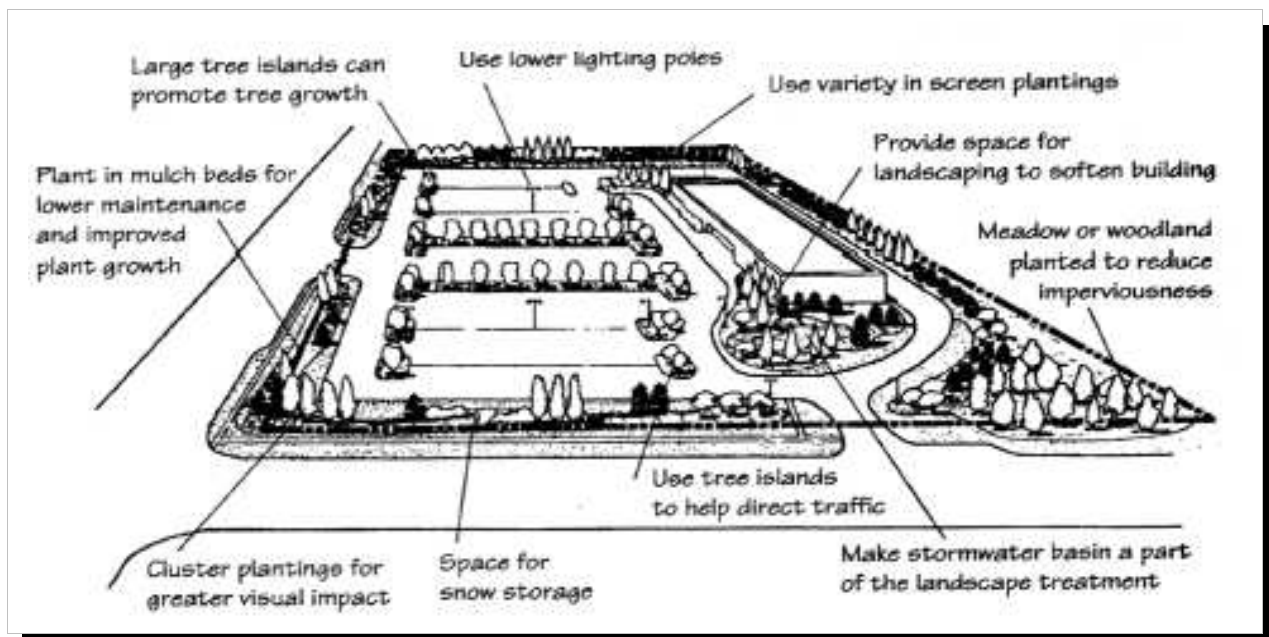 Large tree islands can
promote tree growth
Use lower lighting poles
Use variety in screen plantings
Provide space for
landscaping to soften building
Plant in mulch beds for
lower maintenance
and improved
plant growth
Meadow or woodland
planted to reduce
imperviousness
Use tree islands
to help direct traffic
Cluster plantings for
greater visual impact
Space for
snow storage
Make stormwater basin a part
of the landscape treatment